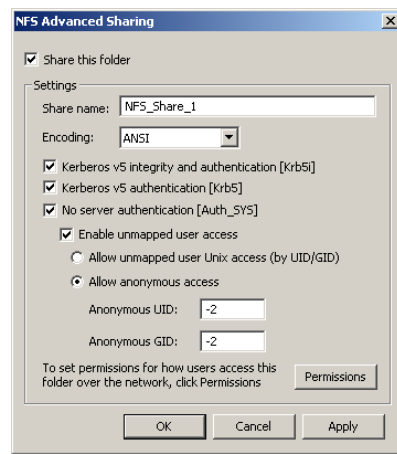 NFS Advanced Sharing
Share this folder
Settings
Share name: NFS_Share_1
Encoding: ANSI
Kerberos v5 integrity and authentication [Krb5i]
Kerberos v5 authentication [Krb5]
No server authentication [Auth_SYS]
Enable unmapped user access
Allow unmapped user Unix access (by UID/GID)
Allow anonymous access
Anonymous UID: -2
Anonymous GID: -2
To set permissions for how users access this
folder over the network, click Permissions
Permissions
OK Cancel Apply